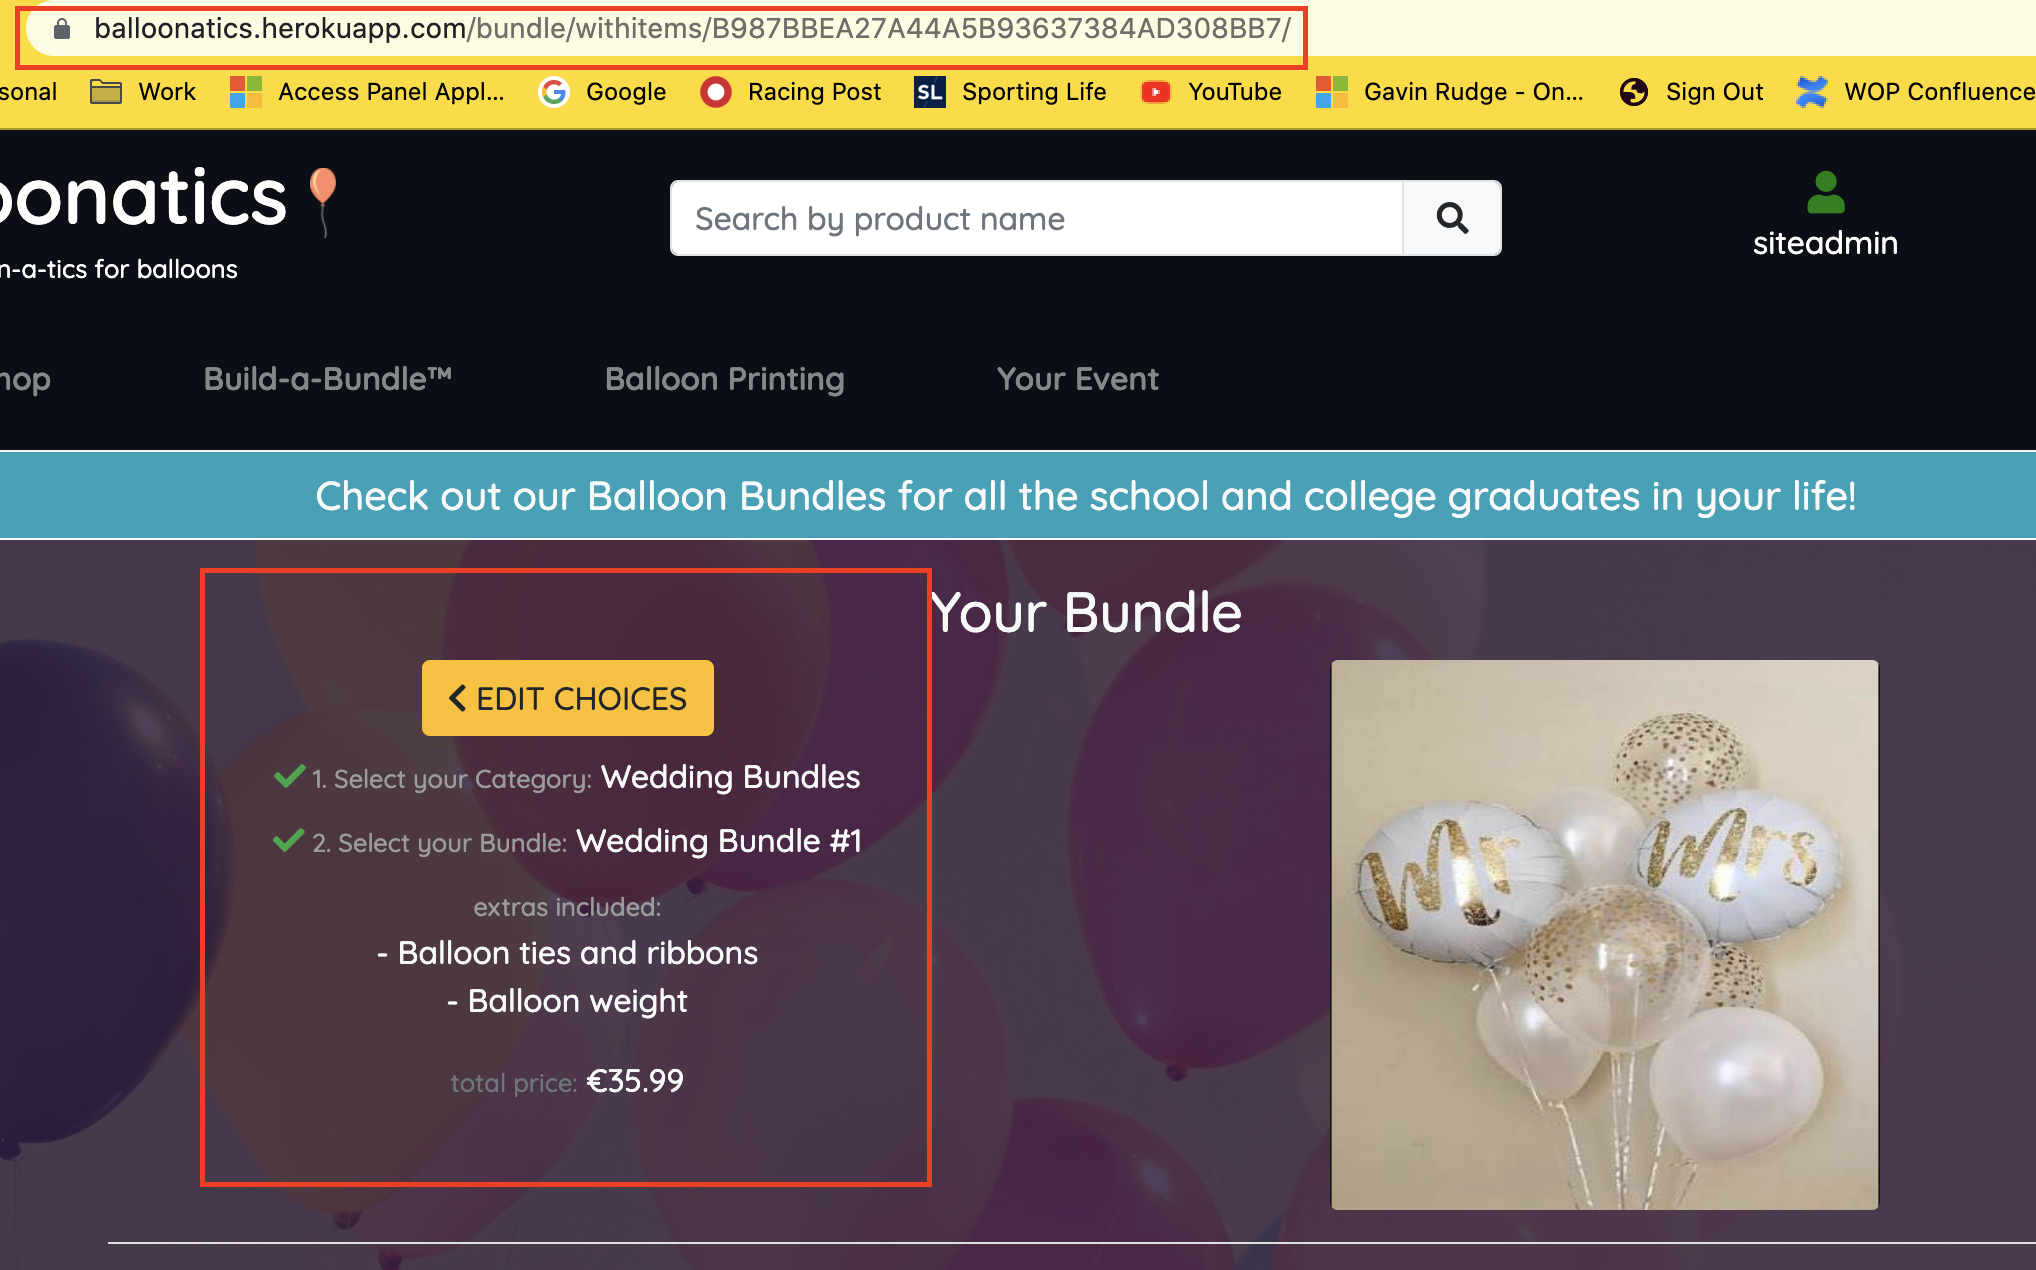 balloonatics.herokuapp.com/bundle/withitems/B987BBEA27A44A5B93637384AD308BB7/
sonal Work Access Panel Appl... Google Racing Post SL Sporting Life YouTube Gavin Rudge - On... Sign Out WOP Confluence
oonatics
Search by product name
siteadmin
n-a-tics for balloons
hop Build-a-Bundle™ Balloon Printing Your Event
Check out our Balloon Bundles for all the school and college graduates in your life!
Your Bundle
EDIT CHOICES
1. Select your Category: Wedding Bundles
2. Select your Bundle: Wedding Bundle #1
extras included:
- Balloon ties and ribbons
- Balloon weight
total price: €35.99
Mr
Mrs